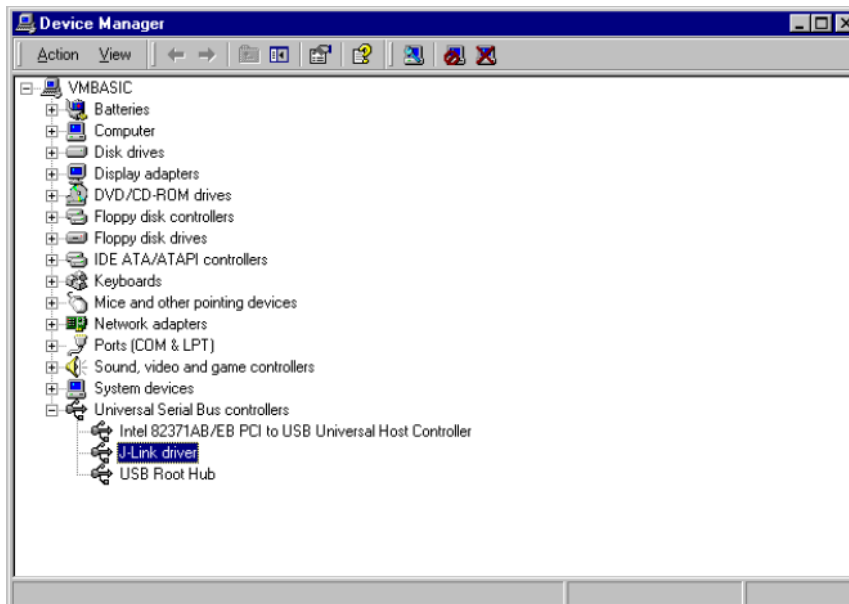 Device Manager
Action View
VMBASIC
Batteries
Computer
Disk drives
Display adapters
DVD/CD-ROM drives
Floppy disk controllers
Floppy disk drives
IDE ATA/ATAPI controllers
Keyboards
Mice and other pointing devices
Network adapters
Ports (COM & LPT)
Sound, video and game controllers
System devices
Universal Serial Bus controllers
Intel 82371AB/EB PCI to USB Universal Host Controller
J-Link driver
USB Root Hub